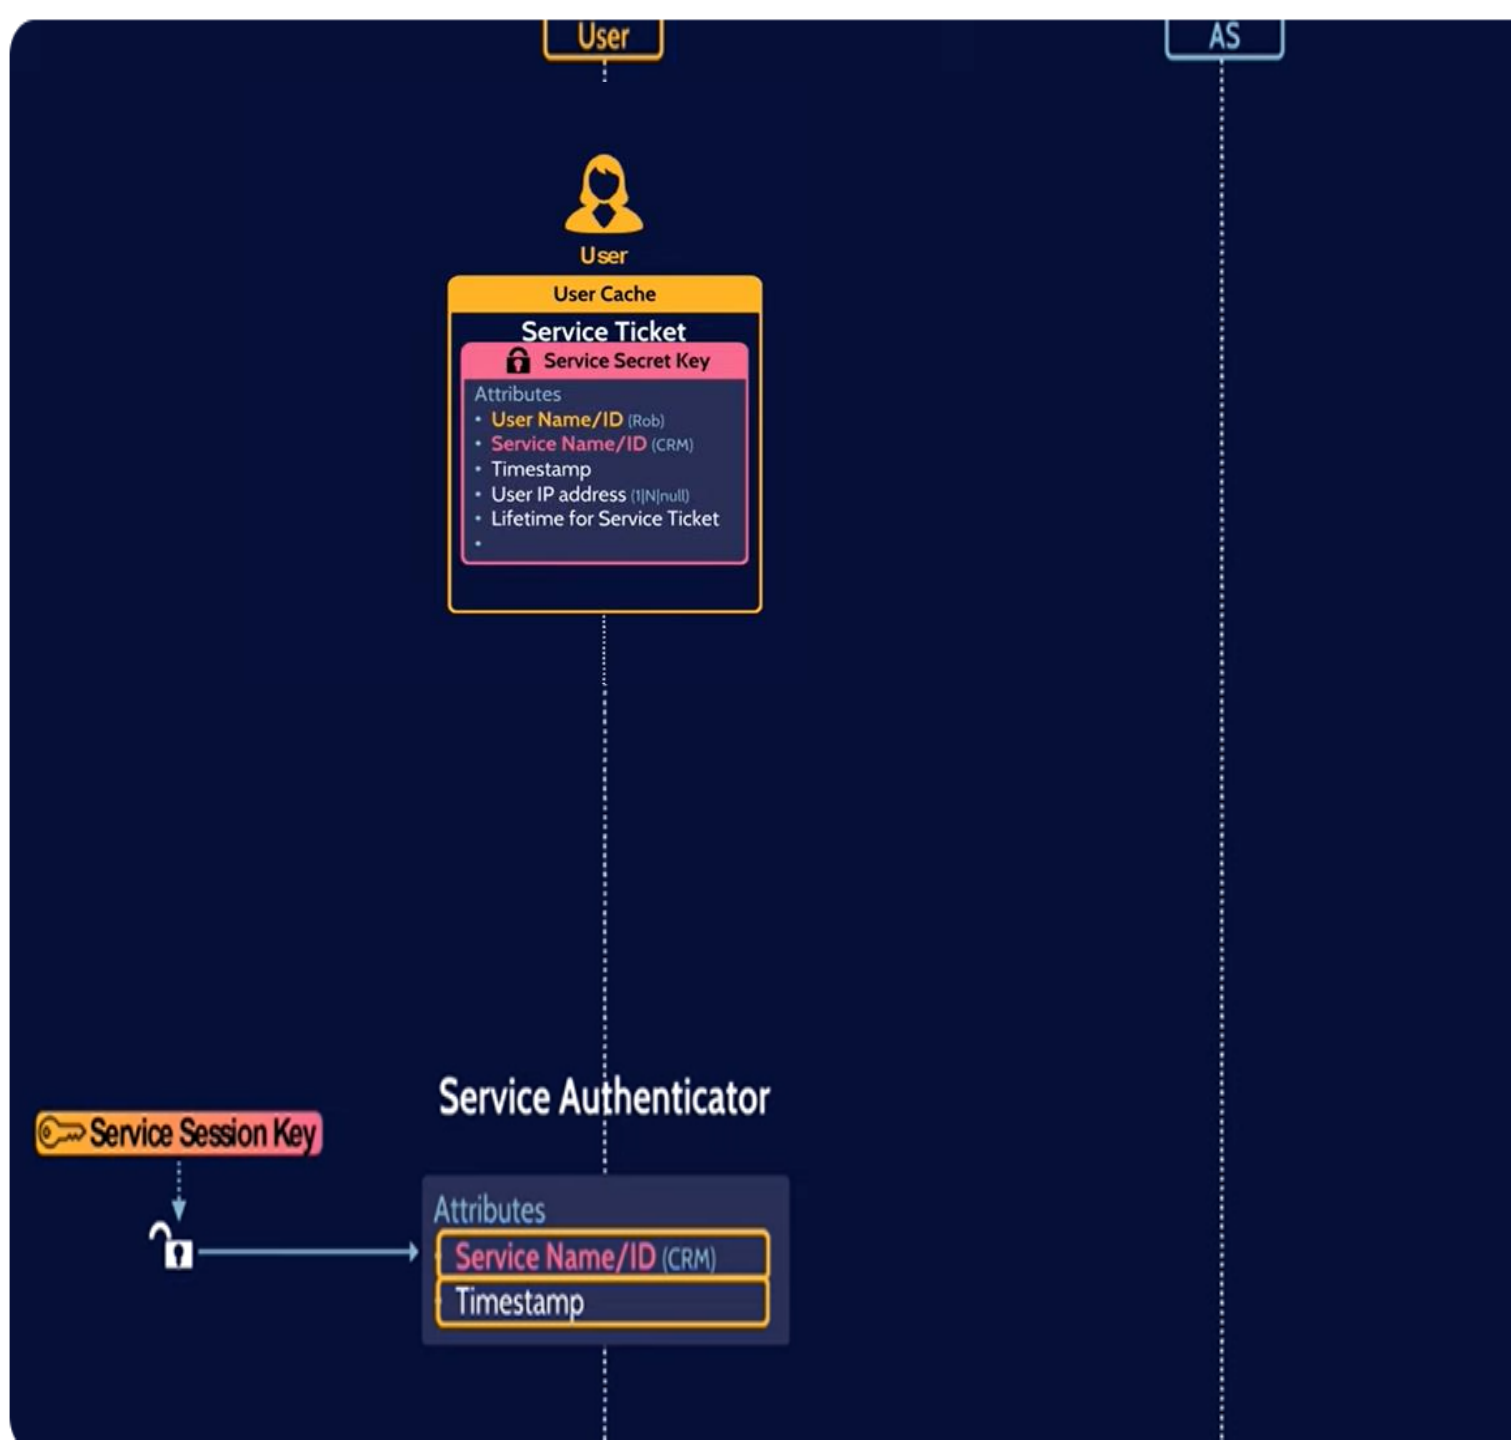 User
AS
User
User Cache
Service Ticket
Service Secret Key
Attributes
• User Name/ID (Rob)
• Service Name/ID (CRM)
• Timestamp
• User IP address (1|N|null)
• Lifetime for Service Ticket
•
Service Authenticator
Service Session Key
Attributes
Service Name/ID (CRM)
Timestamp